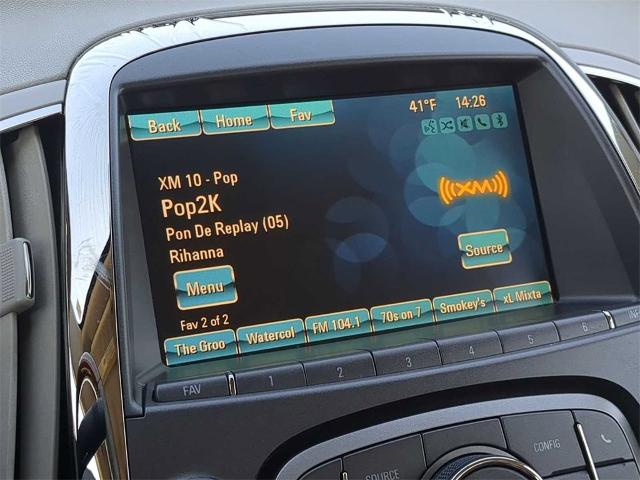 Back Home Fav 41°F 14:26
XM 10 - Pop
Pop2K
((XM))
Pon De Replay (05)
Rihanna
Source
Menu
Fav 2 of 2
The Groo Watercol FM 104.1 70s on 7 Smokey's xL Mixta
FAV 1 2 3 4 5 6
SOURCE CONFIG